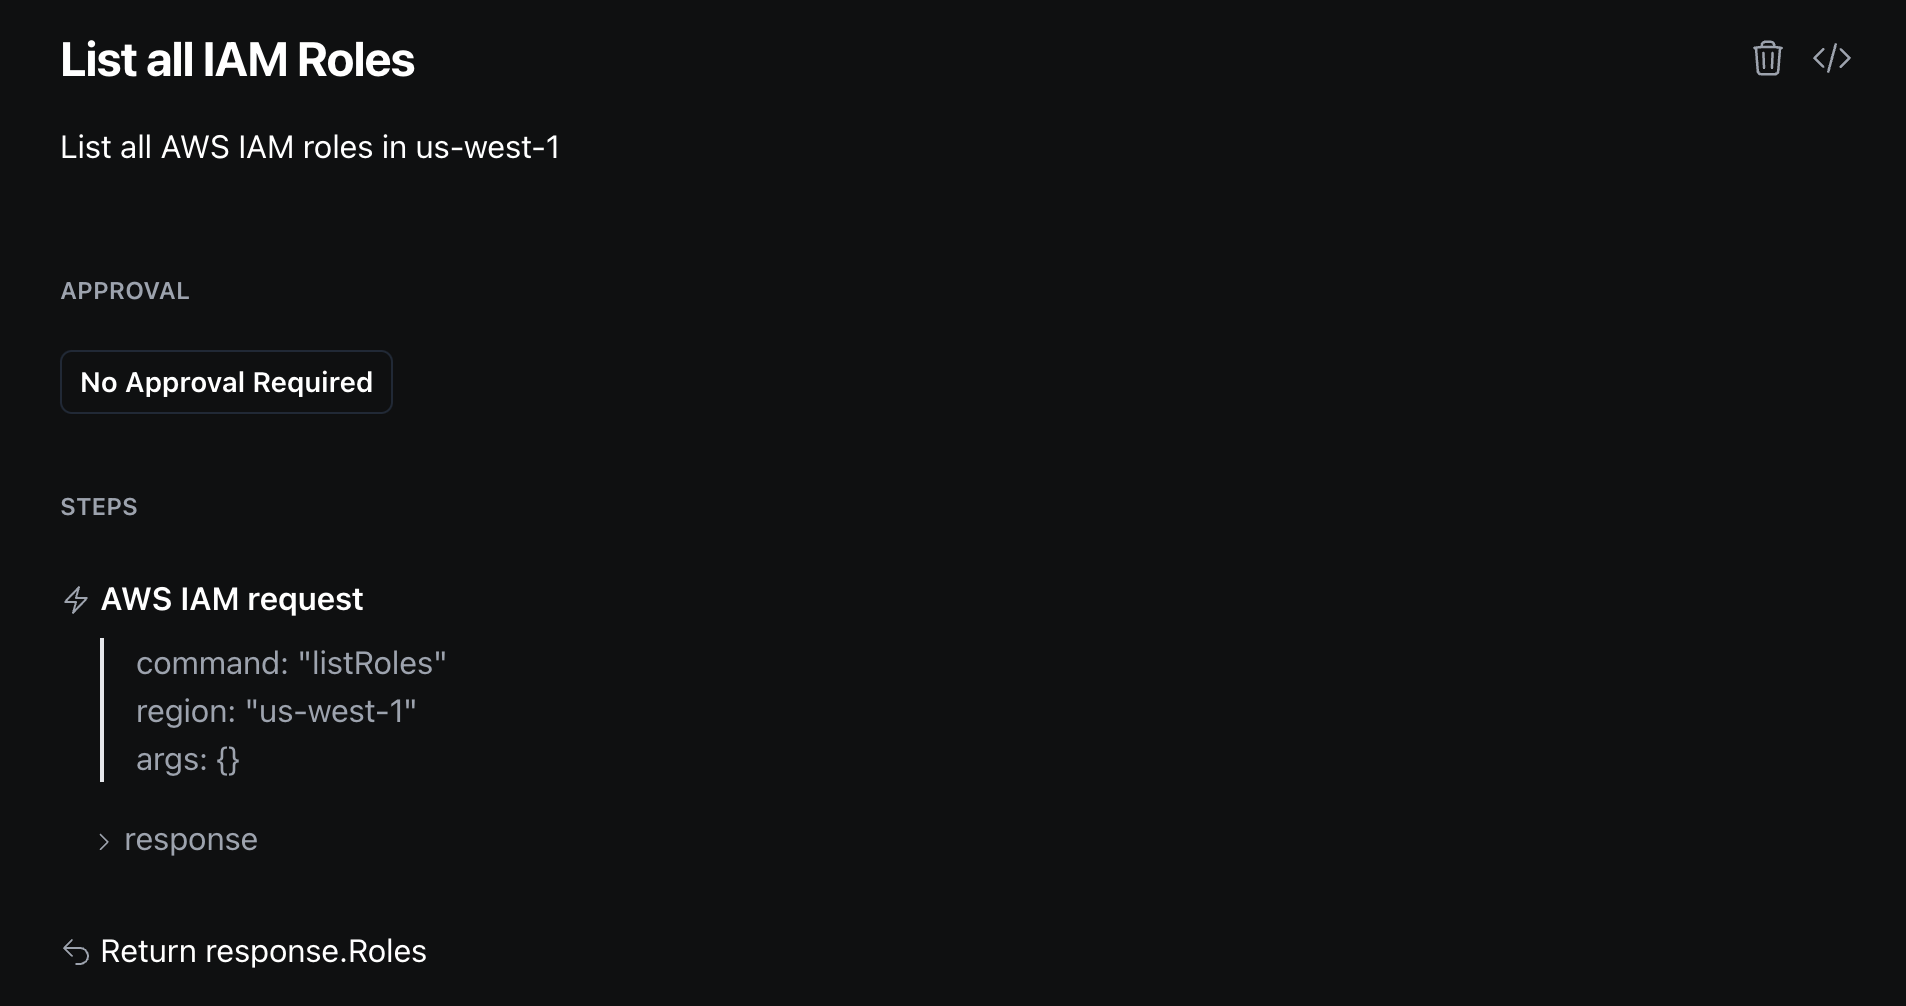 List all IAM Roles
List all AWS IAM roles in us-west-1
APPROVAL
No Approval Required
STEPS
AWS IAM request
command: "listRoles"
region: "us-west-1"
args: {}
response
Return response.Roles